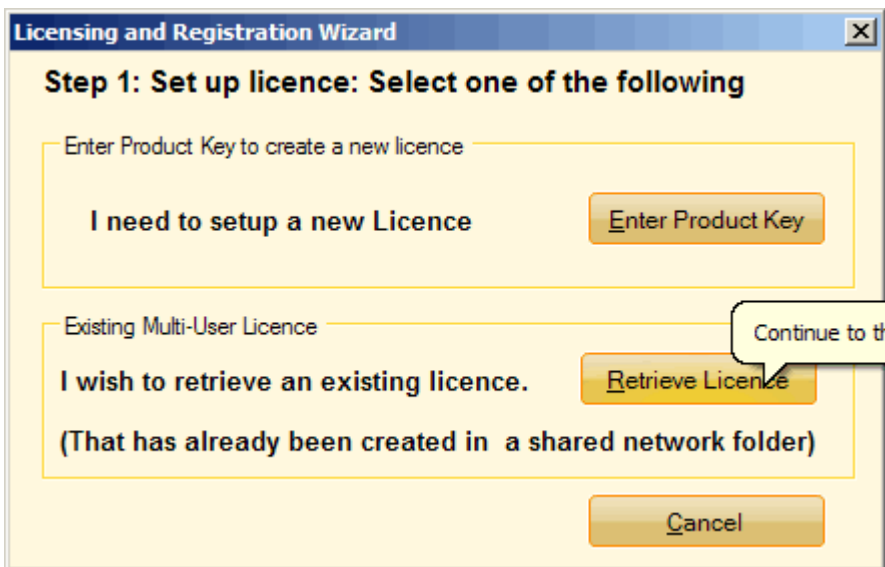 Licensing and Registration Wizard
Step 1: Set up licence: Select one of the following
Enter Product Key to create a new licence
I need to setup a new Licence
Enter Product Key
Existing Multi-User Licence
Continue to
I wish to retrieve an existing licence.
Retrieve Licence
(That has already been created in a shared network folder)
Cancel